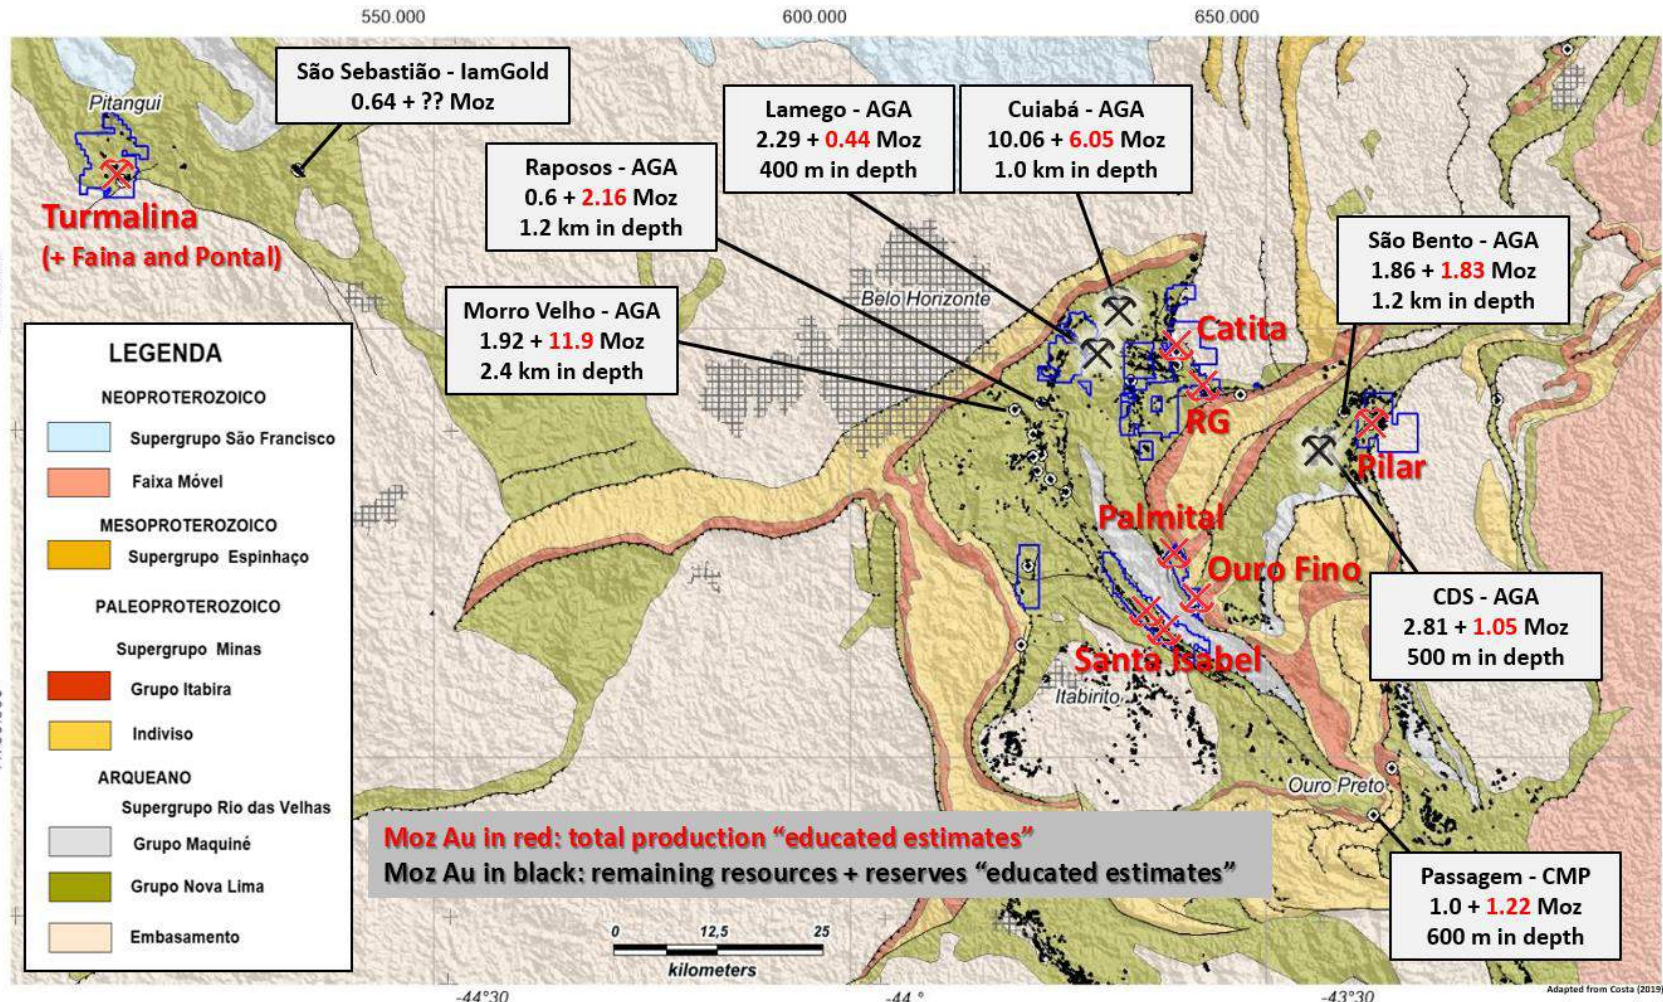 550.000
600.000
650.000
São Sebastião - IamGold
0.64 + ?? Moz
Pitangui
Turmalina
(+ Faina and Pontal)
Lamego - AGA
2.29 + 0.44 Moz
400 m in depth
Cuiabá - AGA
10.06 + 6.05 Moz
1.0 km in depth
Raposos - AGA
0.6 + 2.16 Moz
1.2 km in depth
São Bento - AGA
1.86 + 1.83 Moz
1.2 km in depth
Morro Velho - AGA
1.92 + 11.9 Moz
2.4 km in depth
Belo Horizonte
Catita
RG
Pilar
Palmital
Ouro Fino
Santa Isabel
Itabirito
CDS - AGA
2.81 + 1.05 Moz
500 m in depth
Ouro Preto
Passagem - CMP
1.0 + 1.22 Moz
600 m in depth
LEGENDA
NEOPROTEROZOICO
Supergrupo São Francisco
Faixa Móvel
MESOPROTEROZOICO
Supergrupo Espinhaço
PALEOPROTEROZOICO
Supergrupo Minas
Grupo Itabira
Indiviso
ARQUEANO
Supergrupo Rio das Velhas
Grupo Maquiné
Grupo Nova Lima
Embasamento
Moz Au in red: total production “educated estimates”
Moz Au in black: remaining resources + reserves “educated estimates”
0 12,5 25
kilometers
-44°30
-44 °
-43°30
Adapted from Costa (2019)